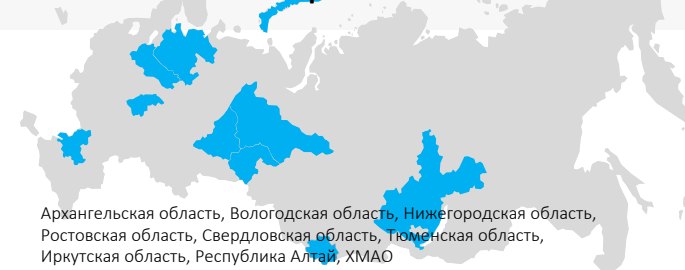 Архангельская область, Вологодская область, Нижегородская область,
Ростовская область, Свердловская область, Тюменская область,
Иркутская область, Республика Алтай, ХМАО